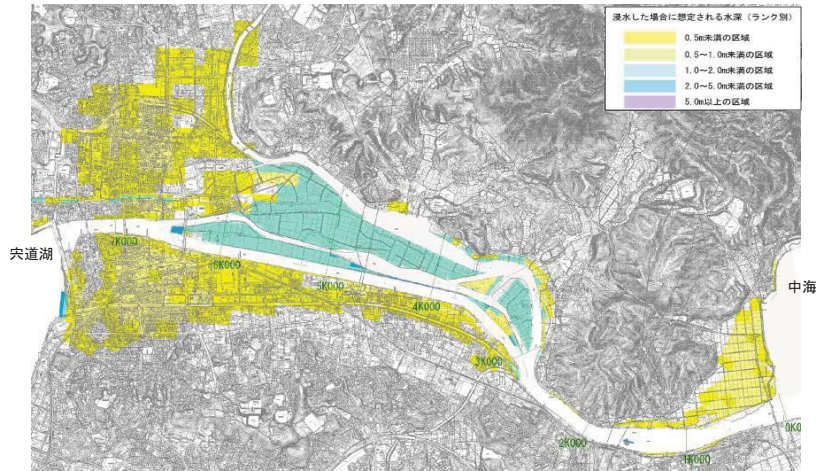 浸水した場合に想定される水深（ランク別）
0.5m未満の区域
0.5～1.0m未満の区域
1.0～2.0m未満の区域
2.0～5.0m未満の区域
5.0m以上の区域
宍道湖
中海
7K000
6K000
5K000
4K000
3K000
2K000
1K000
0K0